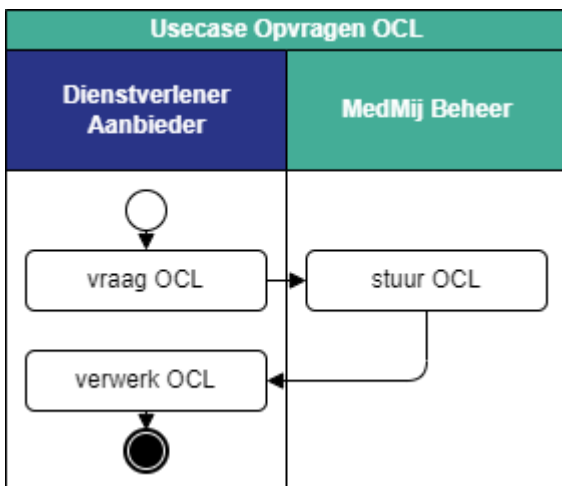 Usecase Opvragen OCL
Dienstverlener
Aanbieder
MedMij Beheer
vraag OCL
stuur OCL
verwerk OCL